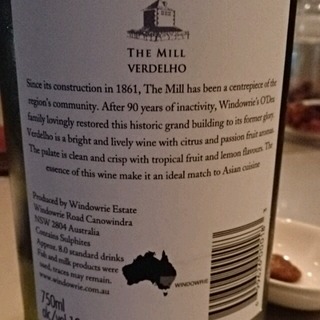 THE MILL
VERDELHO
Since its construction in 1861, The Mill has been a centrepiece of the
region's community. After 90 years of inactivity, Windowrie's O'Dea
family lovingly restored this historic grand building to its former glory.
Verdelho is a bright and lively wine with citrus and passion fruit aromas.
The palate is clean and crisp with tropical fruit and lemon flavours. The
essence of this wine make it an ideal match to Asian cuisine
Produced by Windowrie Estate
Windowrie Road Canowindra
NSW 2804 Australia
Contains Sulphites
Approx. 8.0 standard drinks
Fish and milk products were
used, traces may remain.
www.windowrie.com.au
WINDOWRIE
750ml